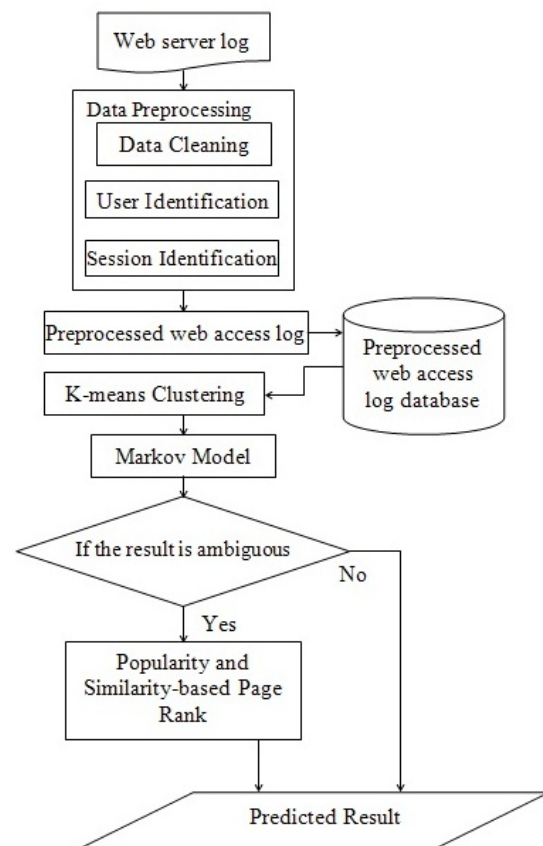 Web server log
Data Preprocessing
Data Cleaning
User Identification
Session Identification
Preprocessed web access log
Preprocessed
web access
log database
K-means Clustering
Markov Model
If the result is ambiguous
No
Yes
Popularity and
Similarity-based Page
Rank
Predicted Result